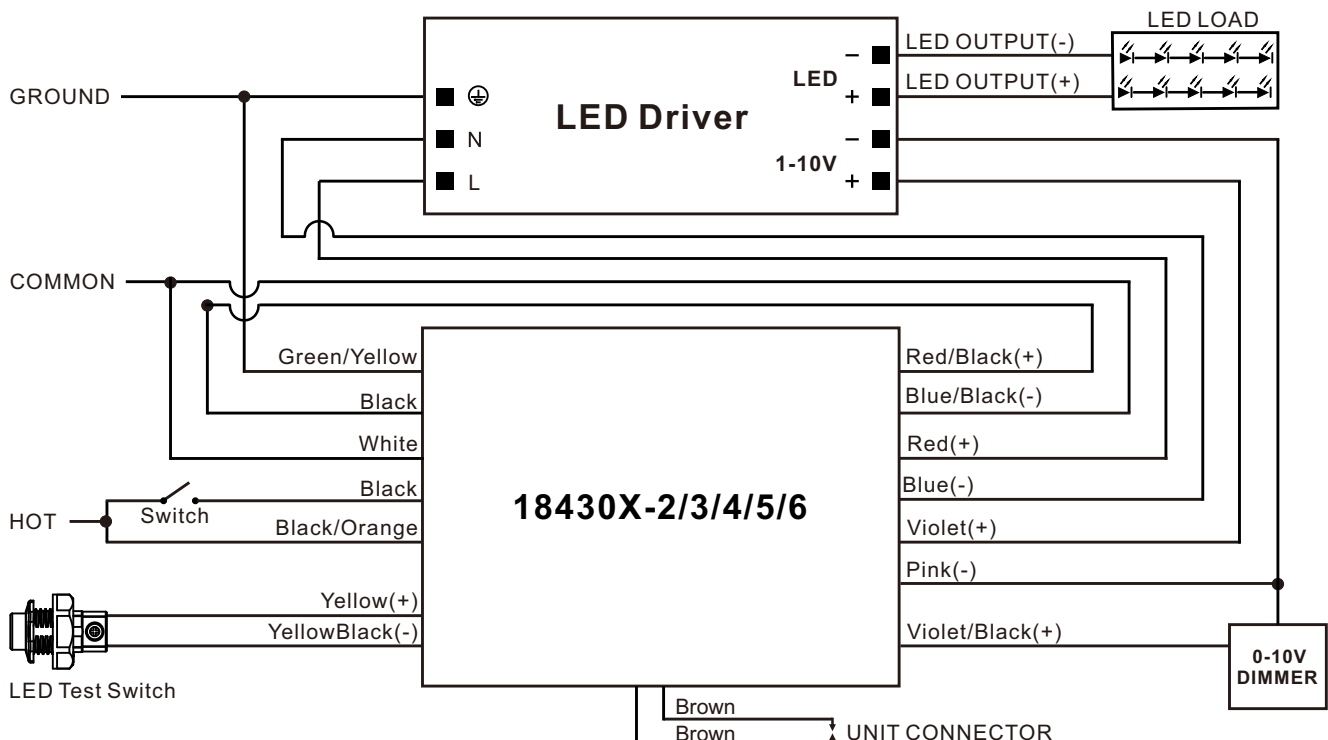 LED LOAD
LED OUTPUT(-)
LED
LED OUTPUT(+)
GROUND
LED Driver
N
1-10V
L
COMMON
Green/Yellow
Red/Black(+)
Black
Blue/Black(-)
White
Red(+)
Black
Blue(-)
18430X-2/3/4/5/6
Switch
HOT
Black/Orange
Violet(+)
Pink(-)
Yellow(+)
YellowBlack(-)
Violet/Black(+)
0-10V
DIMMER
LED Test Switch
Brown
Brown
UNIT CONNECTOR